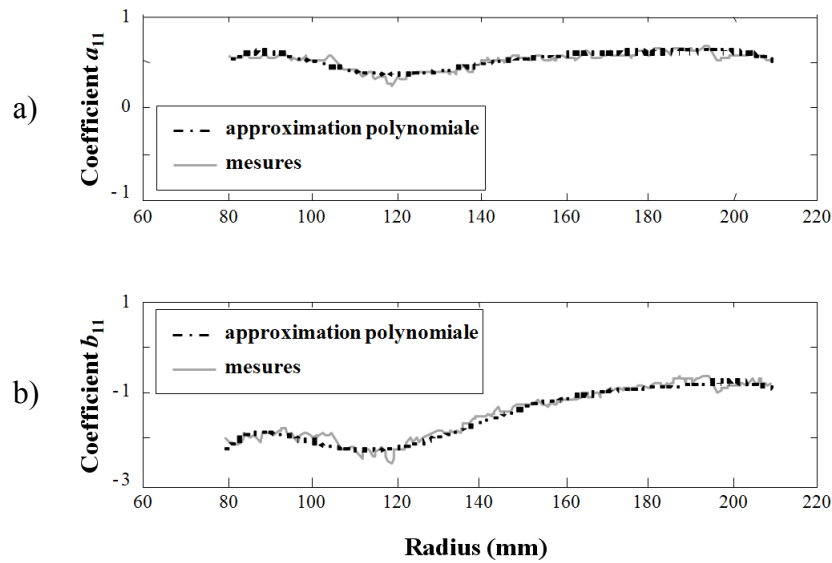 a)
Coefficient a11
1
0
-1
approximation polynomiale
mesures
60 80 100 120 140 160 180 200 220
b)
Coefficient b11
1
-1
-3
approximation polynomiale
mesures
60 80 100 120 140 160 180 200 220
Radius (mm)